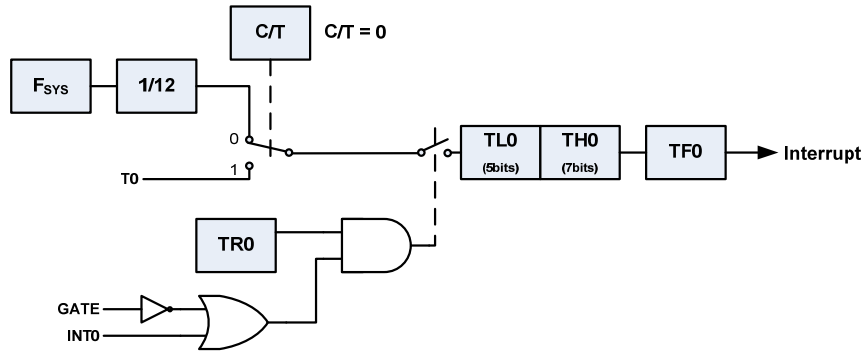 C/T C/T = 0
FSYS 1/12
0
TL0 TH0
(5bits) (7bits)
TF0 Interrupt
1
T0
TR0
GATE
INT0